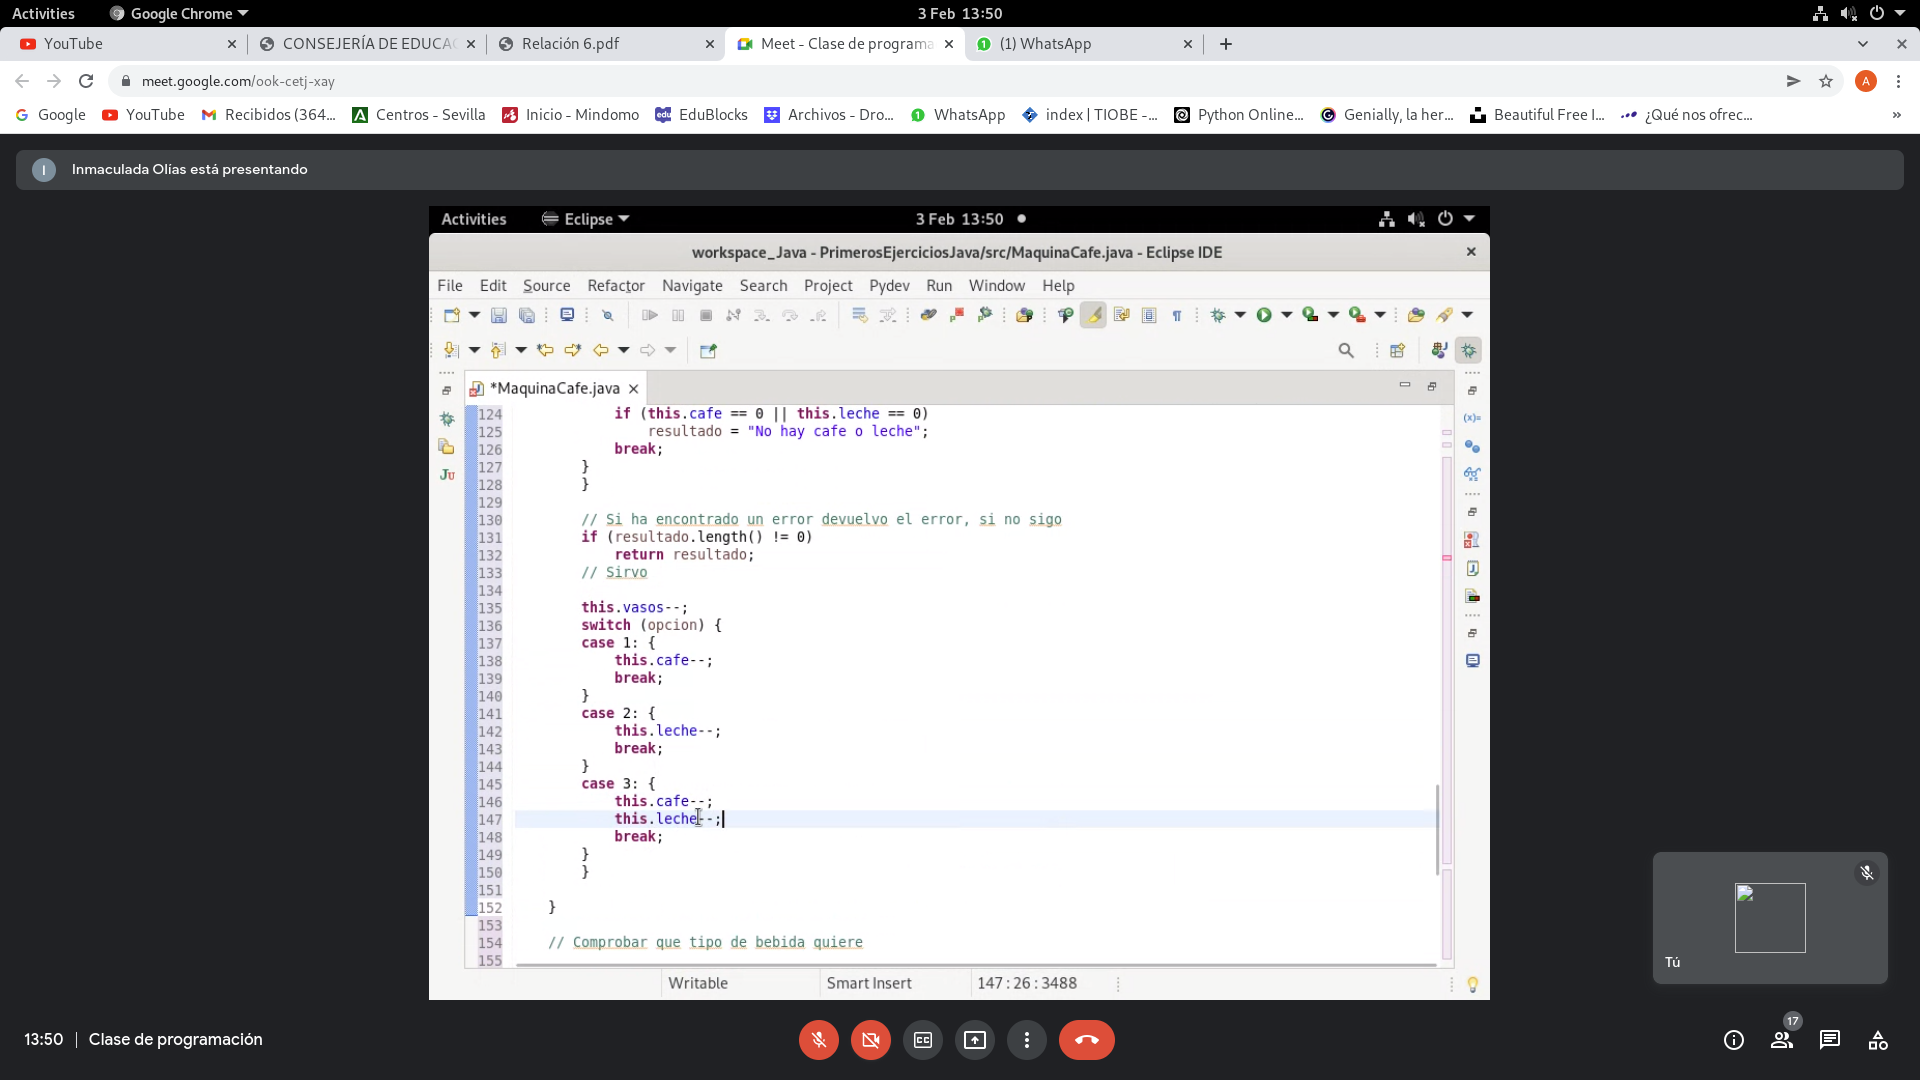 Activities
Google Chrome
3 Feb 13:50
YouTube
CONSEJERÍA DE EDUCA
Relación 6.pdf
Meet - Clase de programa
(1) WhatsApp
meet.google.com/ook-cetj-xay
A
Google
YouTube
Recibidos (364...
Centros - Sevilla
Inicio - Mindomo
EduBlocks
Archivos - Dro...
WhatsApp
index | TIOBE -...
Python Online...
Genially, la her...
Beautiful Free I...
¿Qué nos ofrec...
»
I
Inmaculada Olías está presentando
Activities
Eclipse
3 Feb 13:50
workspace_Java - PrimerosEjerciciosJava/src/MaquinaCafe.java - Eclipse IDE
File Edit Source Refactor Navigate Search Project Pydev Run Window Help
*MaquinaCafe.java
124 if (this.cafe == 0 || this.leche == 0)
125 resultado = "No hay cafe o leche";
126 break;
127 }
128 }
129
130 // Si ha encontrado un error devuelvo el error, si no sigo
131 if (resultado.length() != 0)
132 return resultado;
133 // Sirvo
134
135 this.vasos--;
136 switch (opcion) {
137 case 1: {
138 this.cafe--;
139 break;
140 }
141 case 2: {
142 this.leche--;
143 break;
144 }
145 case 3: {
146 this.cafe--;
147 this.leche--;
148 break;
149 }
150 }
151
152 }
153
154 // Comprobar que tipo de bebida quiere
155
Writable
Smart Insert
147 : 26 : 3488
Tú
13:50 | Clase de programación
17